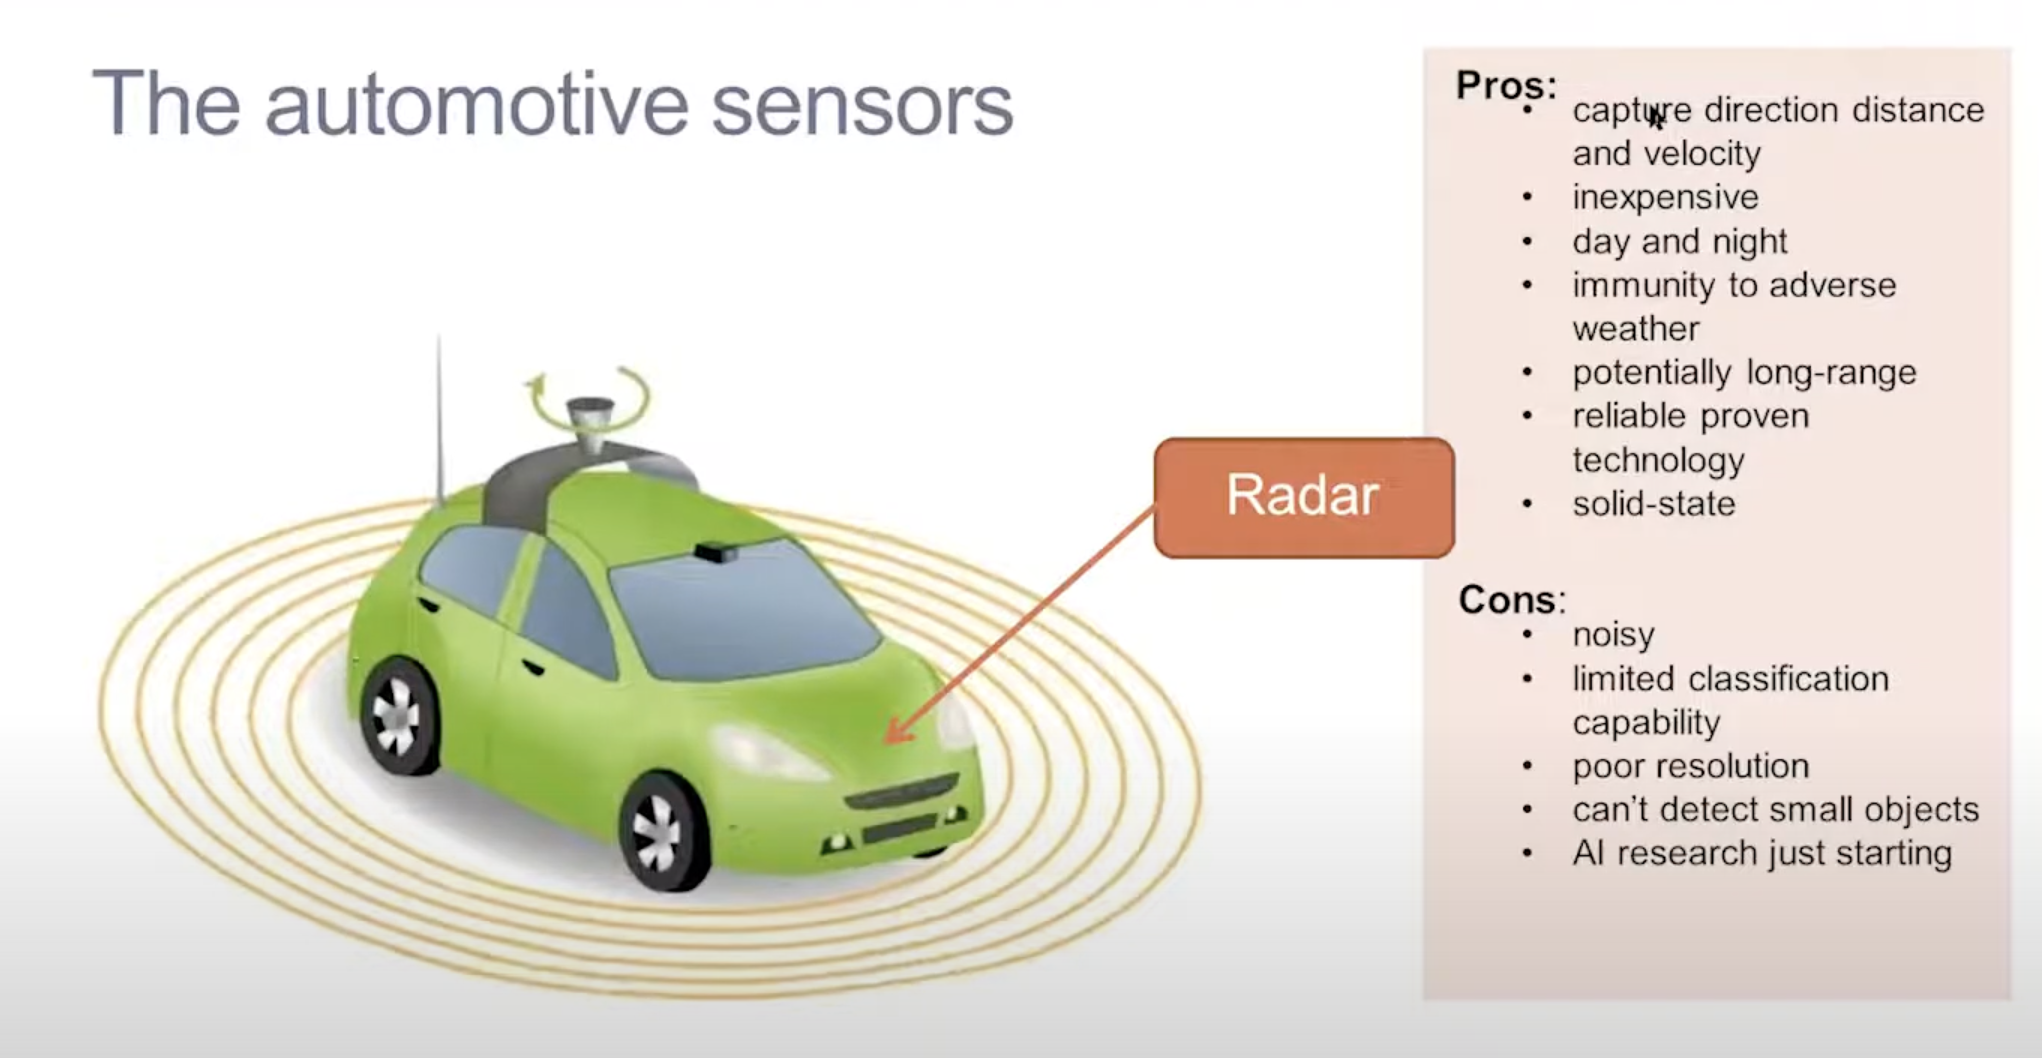 The automotive sensors
Radar
Pros:
• capture direction distance
and velocity
• inexpensive
• day and night
• immunity to adverse
weather
• potentially long-range
• reliable proven
technology
• solid-state
Cons:
• noisy
• limited classification
capability
• poor resolution
• can’t detect small objects
• AI research just starting